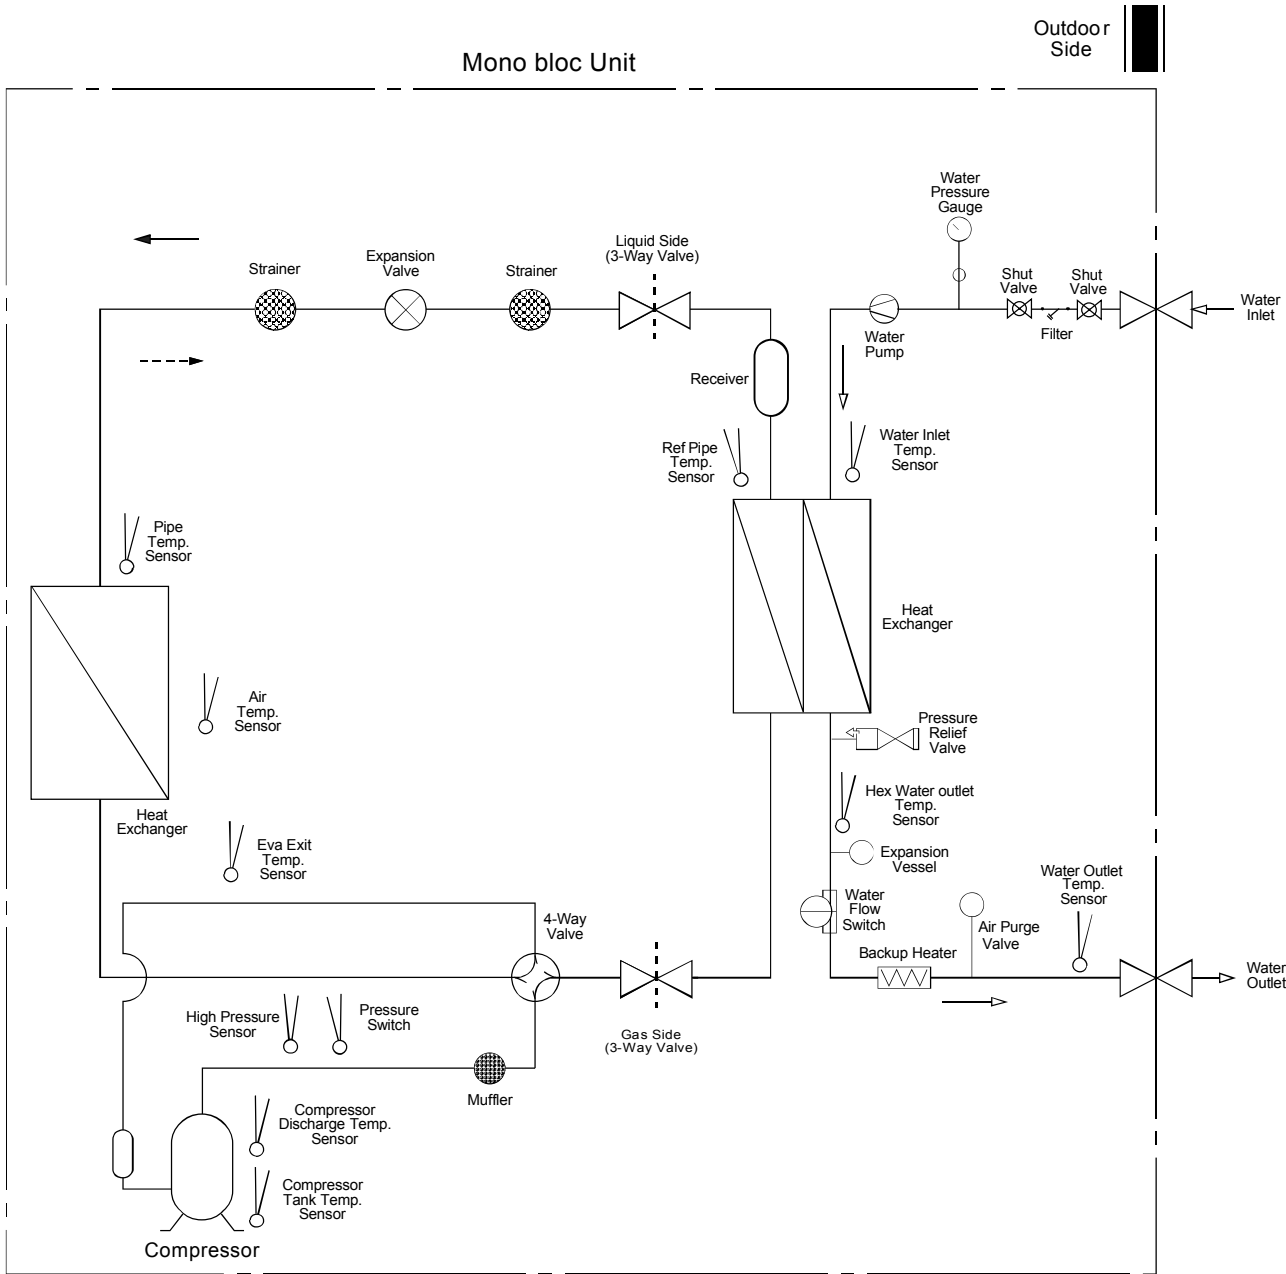 Outdoor
Side
Mono bloc Unit
Water
Pressure
Gauge
Liquid Side
(3-Way Valve)
Expansion
Valve
Strainer
Strainer
Shut
Valve
Shut
Valve
Water
Inlet
Filter
Water
Pump
Receiver
Ref Pipe
Temp.
Sensor
Water Inlet
Temp.
Sensor
Pipe
Temp.
Sensor
Heat
Exchanger
Air
Temp.
Sensor
Pressure
Relief
Valve
Hex Water outlet
Temp.
Sensor
Heat
Exchanger
Eva Exit
Temp.
Sensor
Expansion
Vessel
Water Outlet
Temp.
Sensor
Water
Flow
Switch
4-Way
Valve
Air Purge
Valve
Backup Heater
Water
Outlet
High Pressure
Sensor
Pressure
Switch
Gas Side
(3-Way Valve)
Muffler
Compressor
Discharge Temp.
Sensor
Compressor
Tank Temp.
Sensor
Compressor